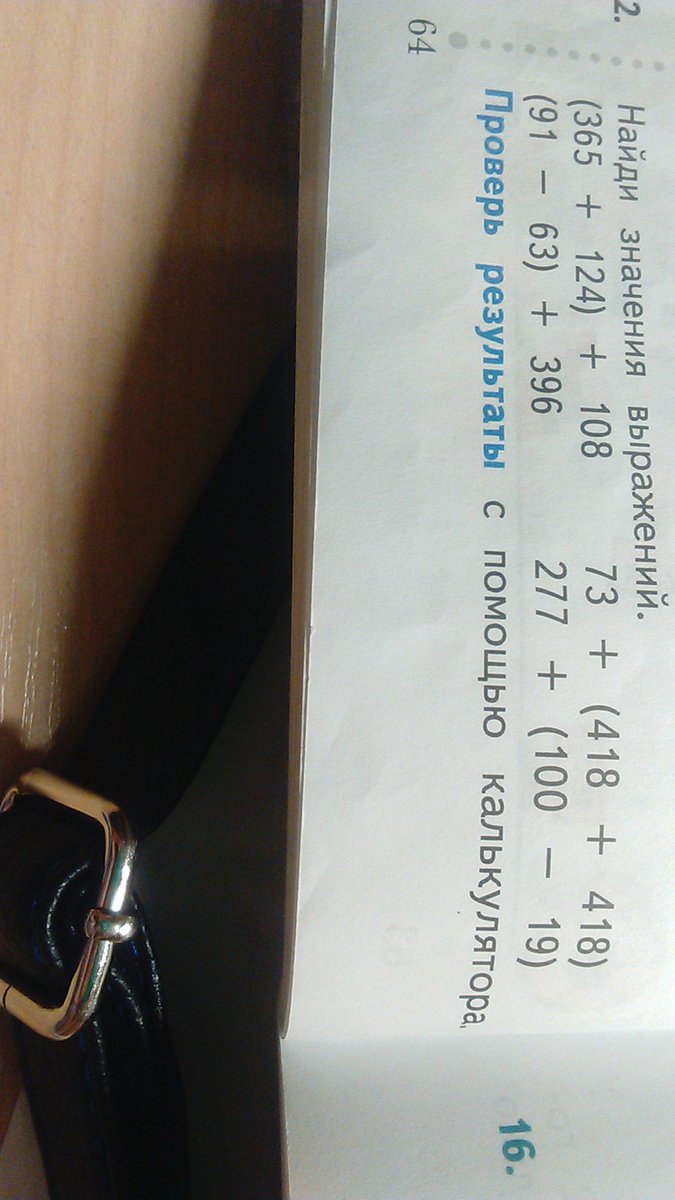 2. Найди значения выражений.
(365 + 124) + 108 73 + (418 + 418)
(91 − 63) + 396 277 + (100 − 19)
Проверь результаты с помощью калькулятора
64
16.